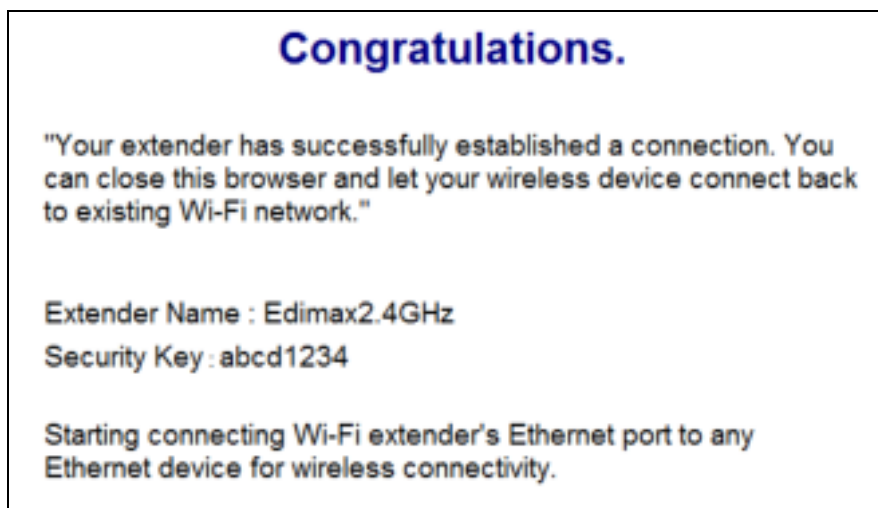 Congratulations.
"Your extender has successfully established a connection. You
can close this browser and let your wireless device connect back
to existing Wi-Fi network."
Extender Name : Edimax2.4GHz
Security Key : abcd1234
Starting connecting Wi-Fi extender's Ethernet port to any
Ethernet device for wireless connectivity.